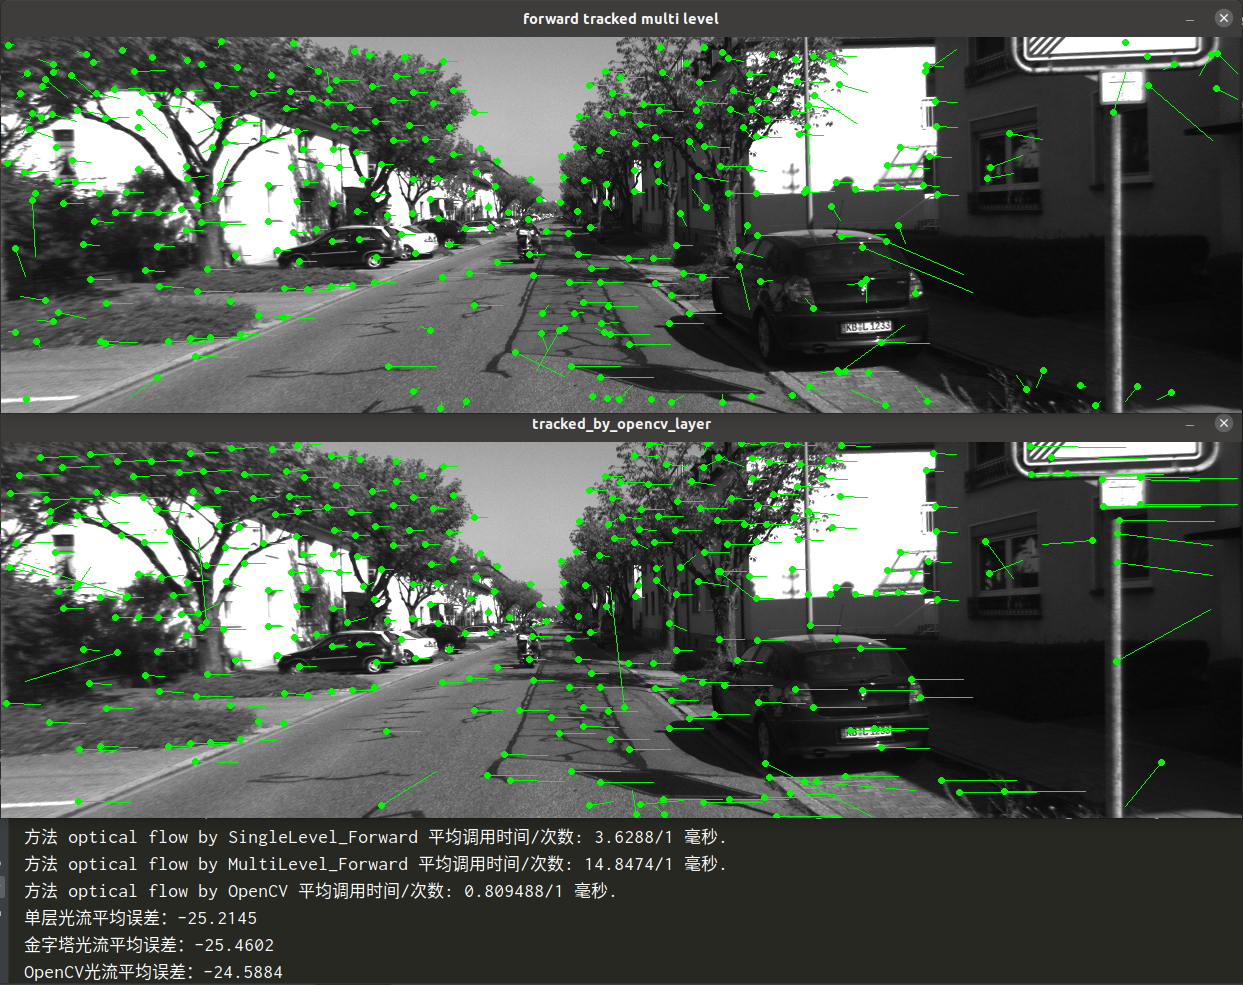 forward tracked multi level
KB·L 1233
tracked_by_opencv_layer
方法 optical flow by SingleLevel_Forward 平均调用时间/次数: 3.6288/1 毫秒.
方法 optical flow by MultiLevel_Forward 平均调用时间/次数: 14.8474/1 毫秒.
方法 optical flow by OpenCV 平均调用时间/次数: 0.809488/1 毫秒.
单层光流平均误差: -25.2145
金字塔光流平均误差: -25.4602
OpenCV光流平均误差: -24.5884